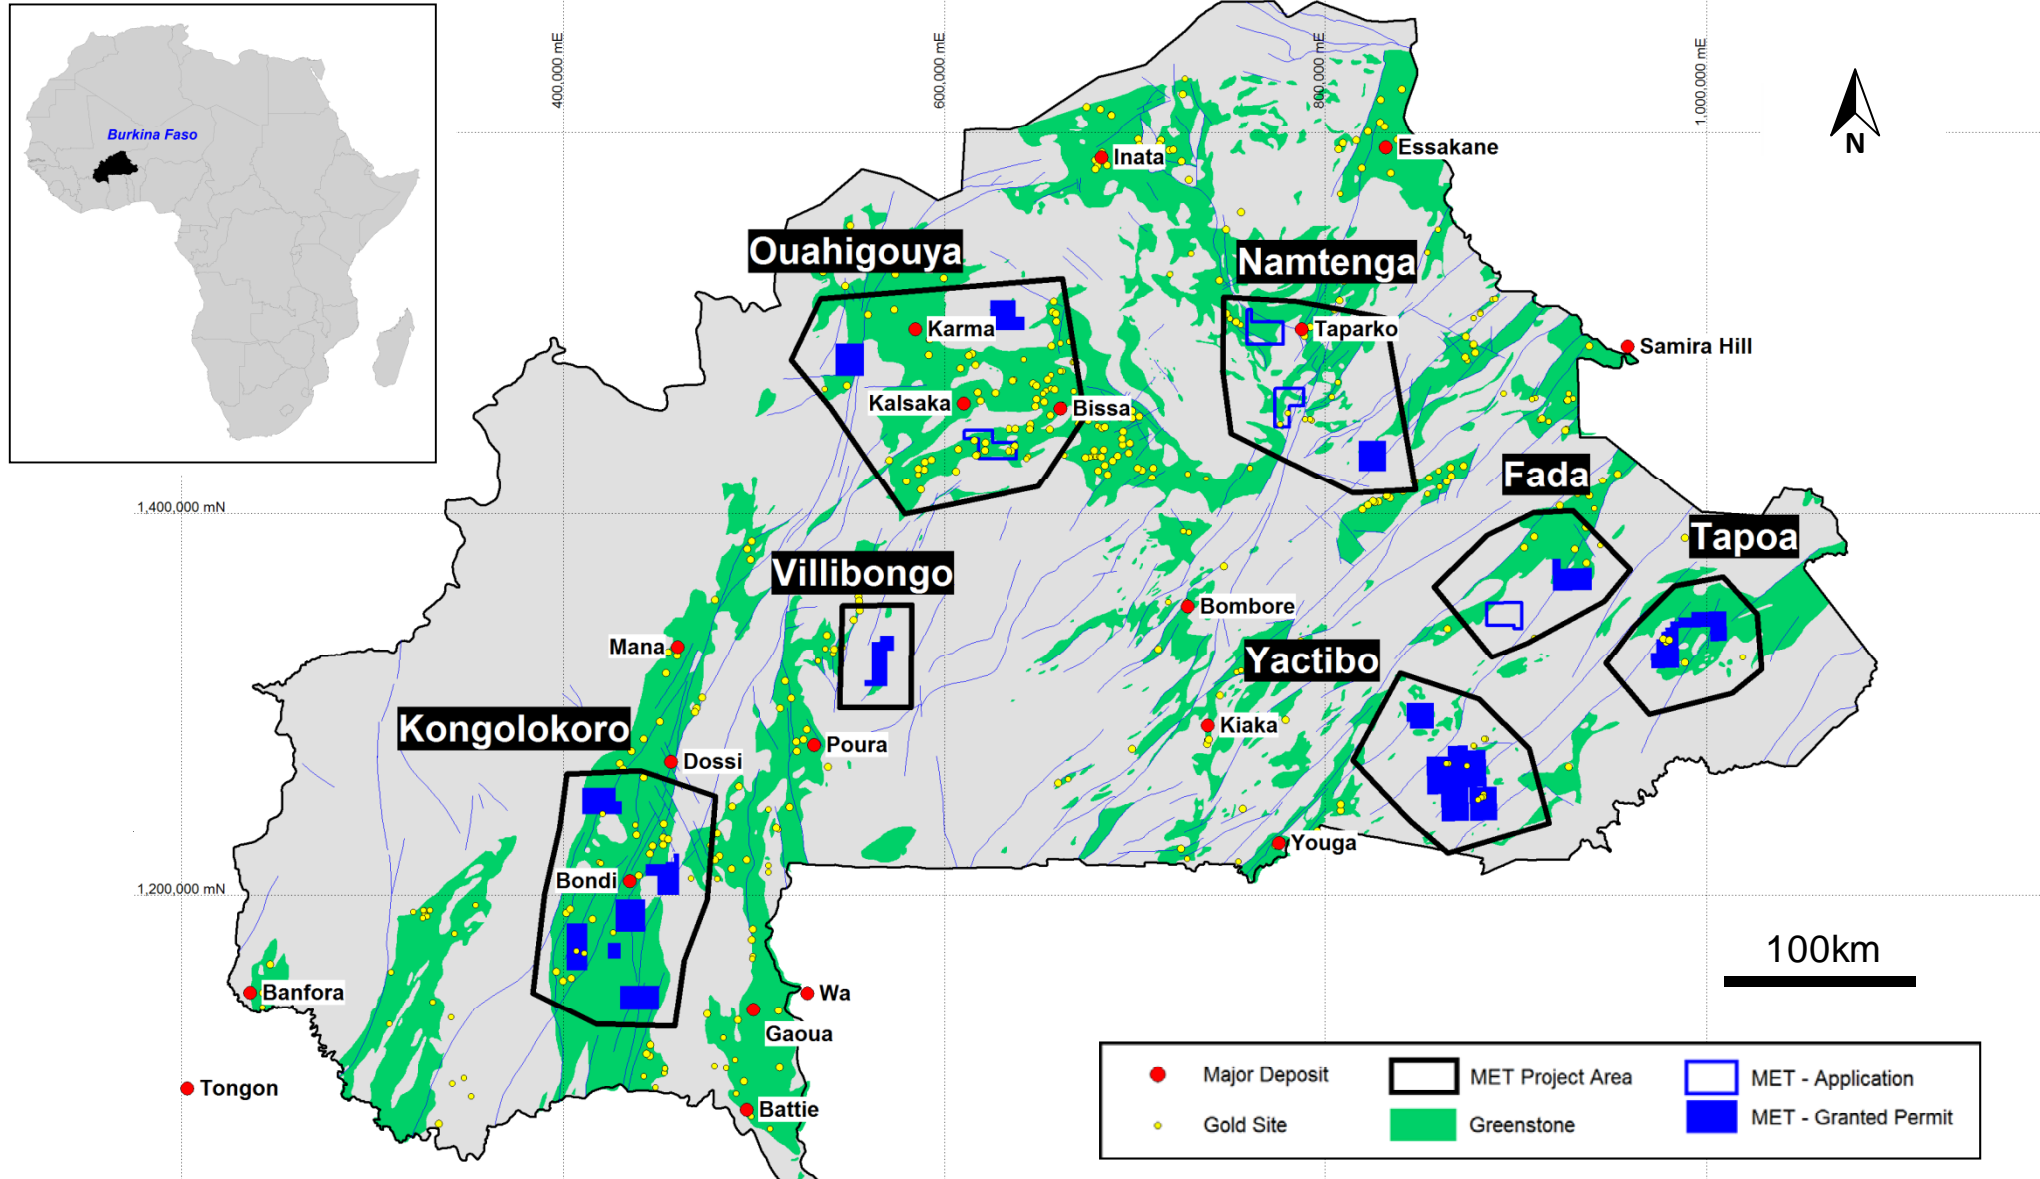 Burkina Faso
400,000 mE
600,000 mE
800,000 mE
1,000,000 mE
N
Inata
Essakane
Ouahigouya
Namtenga
Karma
Taparko
Samira Hill
Kalsaka
Bissa
Fada
1,400,000 mN
Tapoa
Villibongo
Bombore
Mana
Yactibo
Kongolokoro
Kiaka
Poura
Dossi
Youga
Bondi
1,200,000 mN
100km
Banfora
Wa
Gaoua
Tongon
Battie
Major Deposit
MET Project Area
MET - Application
Gold Site
Greenstone
MET - Granted Permit